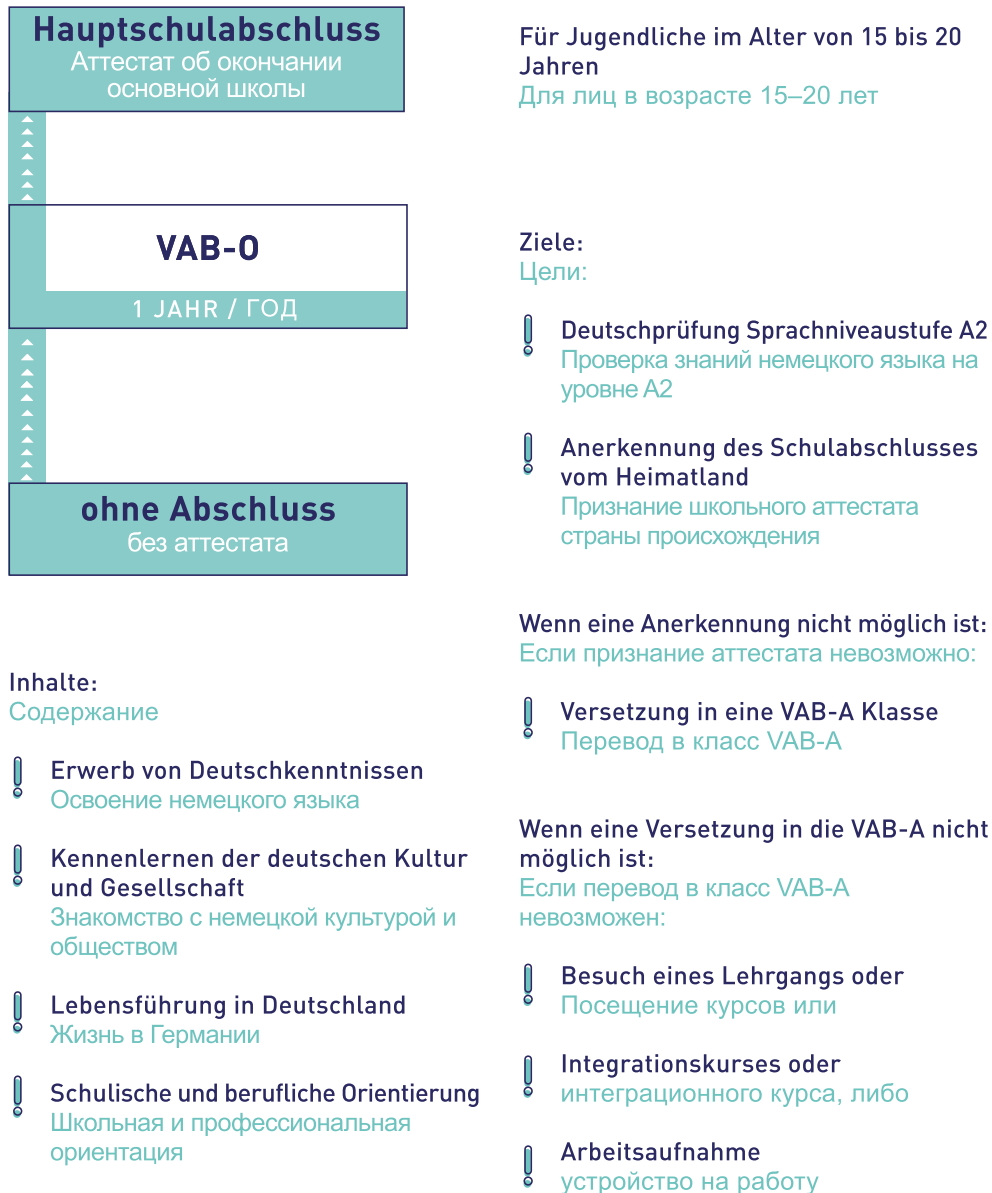 Hauptschulabschluss
Аттестат об окончании
основной школы
VAB-O
1 JAHR / ГОД
ohne Abschluss
без аттестата
Inhalte:
Содержание
Erwerb von Deutschkenntnissen
Освоение немецкого языка
Kennenlernen der deutschen Kultur
und Gesellschaft
Знакомство с немецкой культурой и
обществом
Lebensführung in Deutschland
Жизнь в Германии
Schulische und berufliche Orientierung
Школьная и профессиональная
ориентация
Für Jugendliche im Alter von 15 bis 20
Jahren
Для лиц в возрасте 15–20 лет
Ziele:
Цели:
Deutschprüfung Sprachniveaustufe A2
Проверка знаний немецкого языка на
уровне A2
Anerkennung des Schulabschlusses
vom Heimatland
Признание школьного аттестата
страны происхождения
Wenn eine Anerkennung nicht möglich ist:
Если признание аттестата невозможно:
Versetzung in eine VAB-A Klasse
Перевод в класс VAB-A
Wenn eine Versetzung in die VAB-A nicht
möglich ist:
Если перевод в класс VAB-A
невозможен:
Besuch eines Lehrgangs oder
Посещение курсов или
Integrationskurses oder
интеграционного курса, либо
Arbeitsaufnahme
устройство на работу